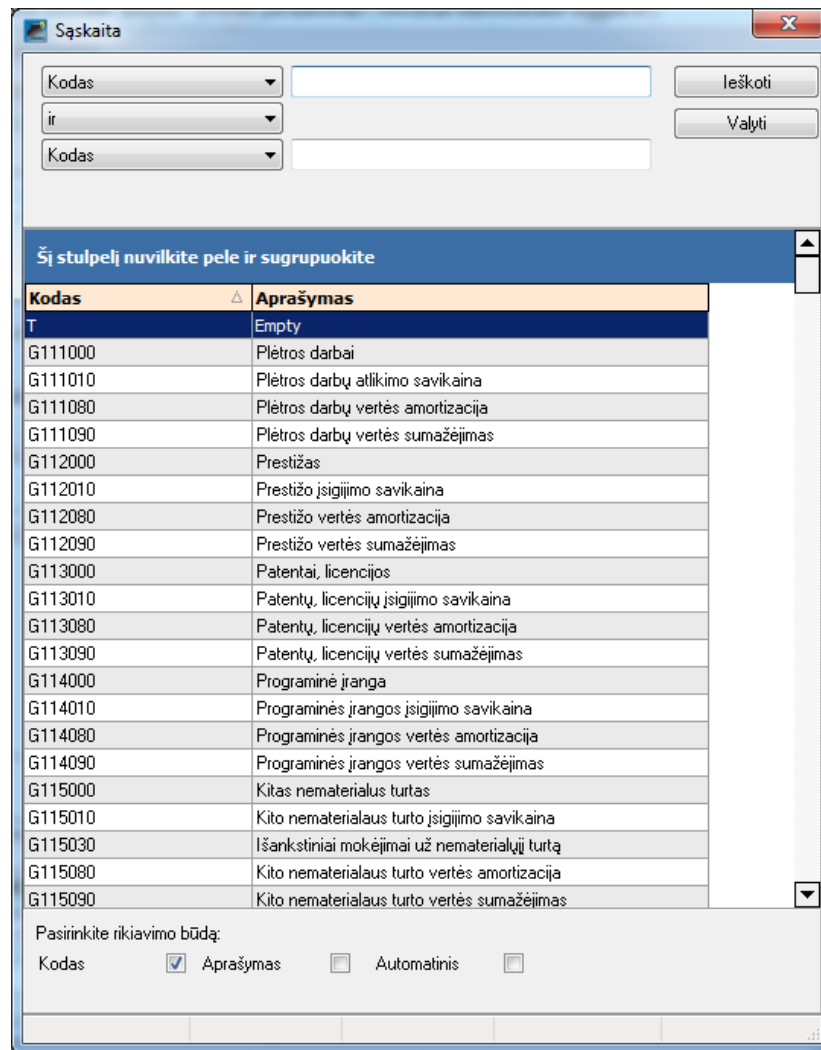 Sąskaita
Kodas
Ieškoti
ir
Valyti
Kodas
Šį stulpelį nuvilkite pele ir sugrupuokite
Kodas Aprašymas
T Empty
G111000 Plėtros darbai
G111010 Plėtros darbų atlikimo savikaina
G111080 Plėtros darbų vertės amortizacija
G111090 Plėtros darbų vertės sumažėjimas
G112000 Prestižas
G112010 Prestižo įsigijimo savikaina
G112080 Prestižo vertės amortizacija
G112090 Prestižo vertės sumažėjimas
G113000 Patentai, licencijos
G113010 Patentų, licencijų įsigijimo savikaina
G113080 Patentų, licencijų vertės amortizacija
G113090 Patentų, licencijų vertės sumažėjimas
G114000 Programinė įranga
G114010 Programinės įrangos įsigijimo savikaina
G114080 Programinės įrangos vertės amortizacija
G114090 Programinės įrangos vertės sumažėjimas
G115000 Kitas nematerialus turtas
G115010 Kito nematerialaus turto įsigijimo savikaina
G115030 Išankstiniai mokėjimai už nematerialųjį turtą
G115080 Kito nematerialaus turto vertės amortizacija
G115090 Kito nematerialaus turto vertės sumažėjimas
Pasirinkite rikiavimo būdą:
Kodas Aprašymas Automatinis